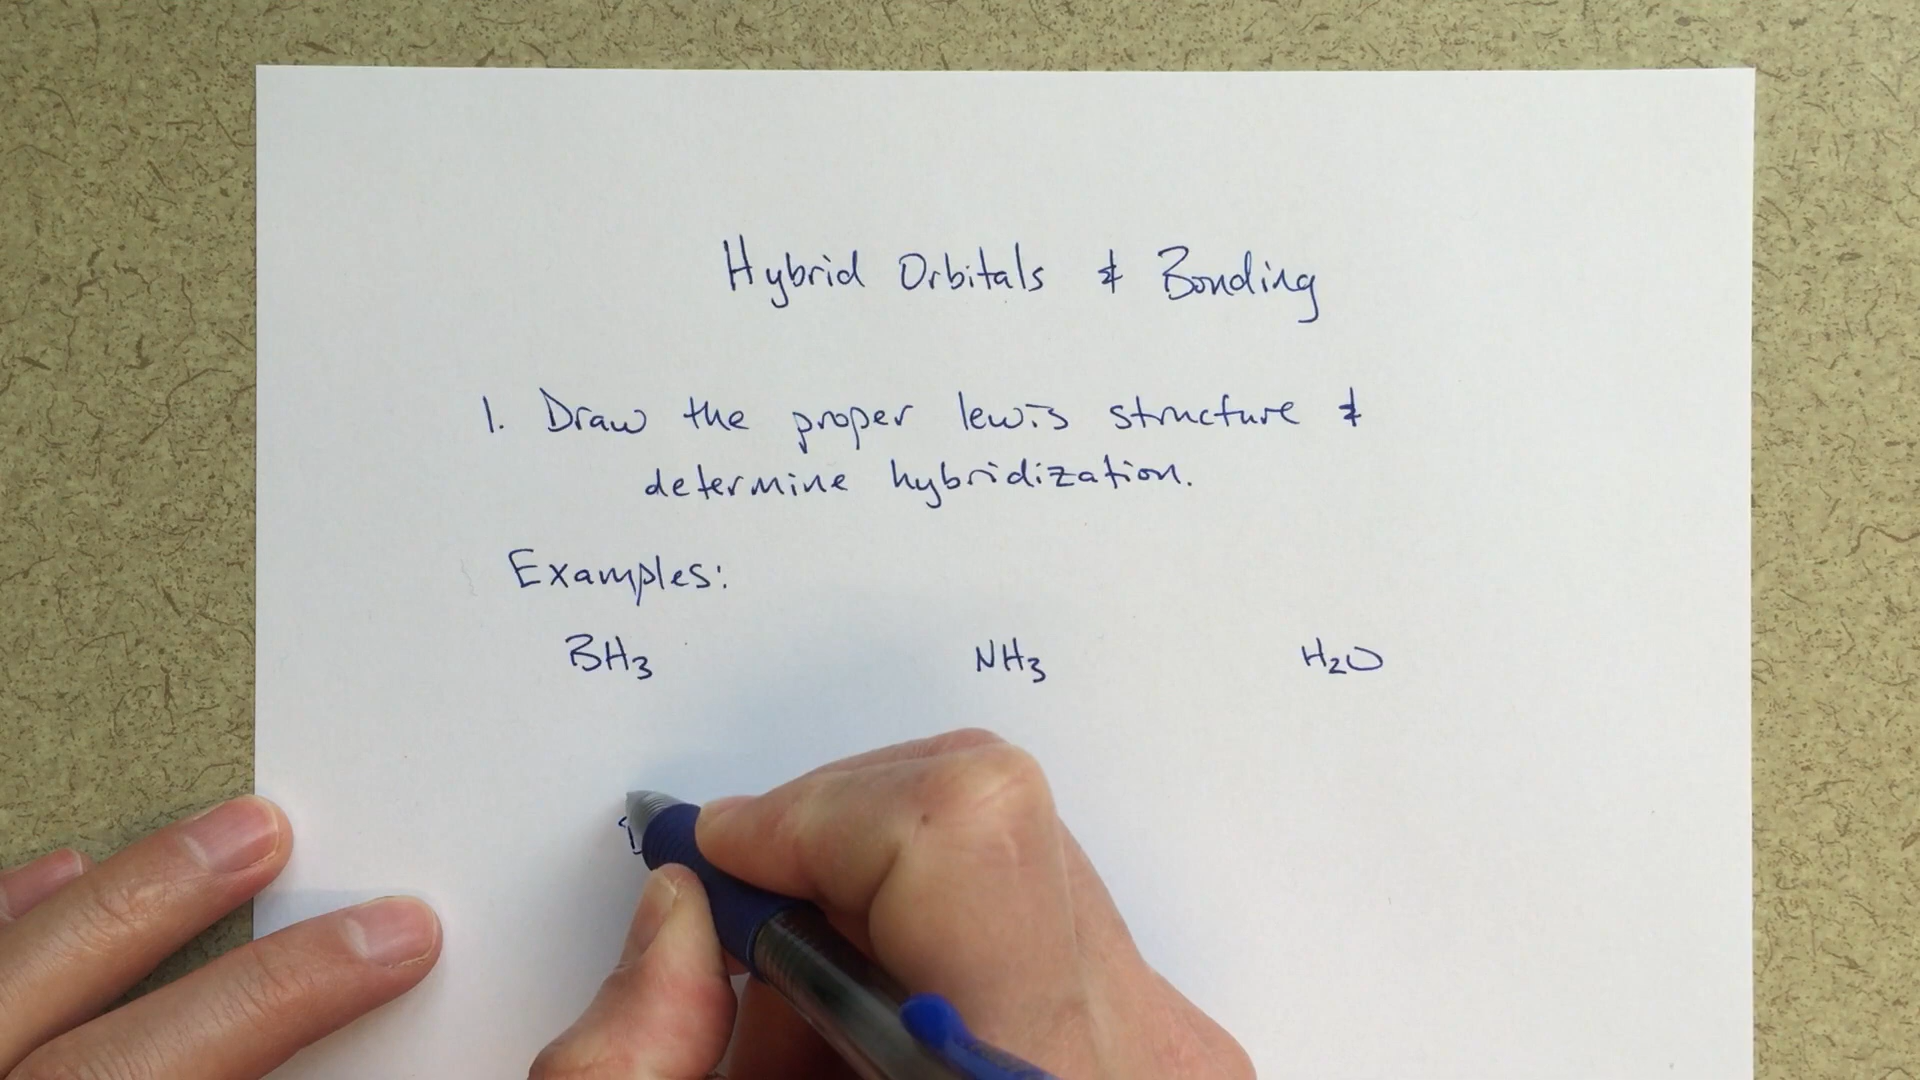 Hybrid Orbitals & Bonding
1. Draw the proper lewis structure &
determine hybridization.
Examples:
BH₃ NH₃ H₂O